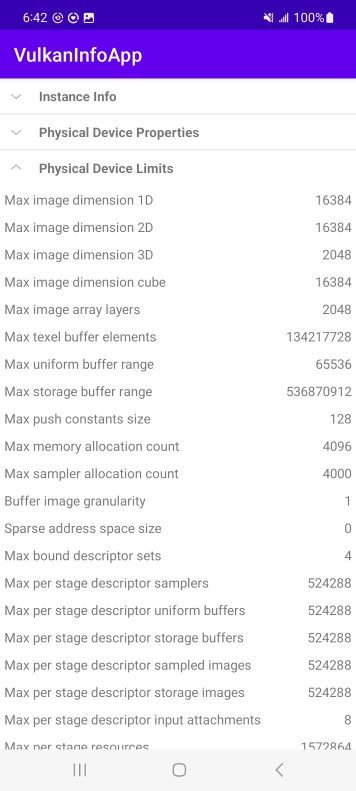 6:42 100%
VulkanInfoApp
Instance Info
Physical Device Properties
Physical Device Limits
Max image dimension 1D 16384
Max image dimension 2D 16384
Max image dimension 3D 2048
Max image dimension cube 16384
Max image array layers 2048
Max texel buffer elements 134217728
Max uniform buffer range 65536
Max storage buffer range 536870912
Max push constants size 128
Max memory allocation count 4096
Max sampler allocation count 4000
Buffer image granularity 1
Sparse address space size 0
Max bound descriptor sets 4
Max per stage descriptor samplers 524288
Max per stage descriptor uniform buffers 524288
Max per stage descriptor storage buffers 524288
Max per stage descriptor sampled images 524288
Max per stage descriptor storage images 524288
Max per stage descriptor input attachments 8
Max per stage resources 1572864